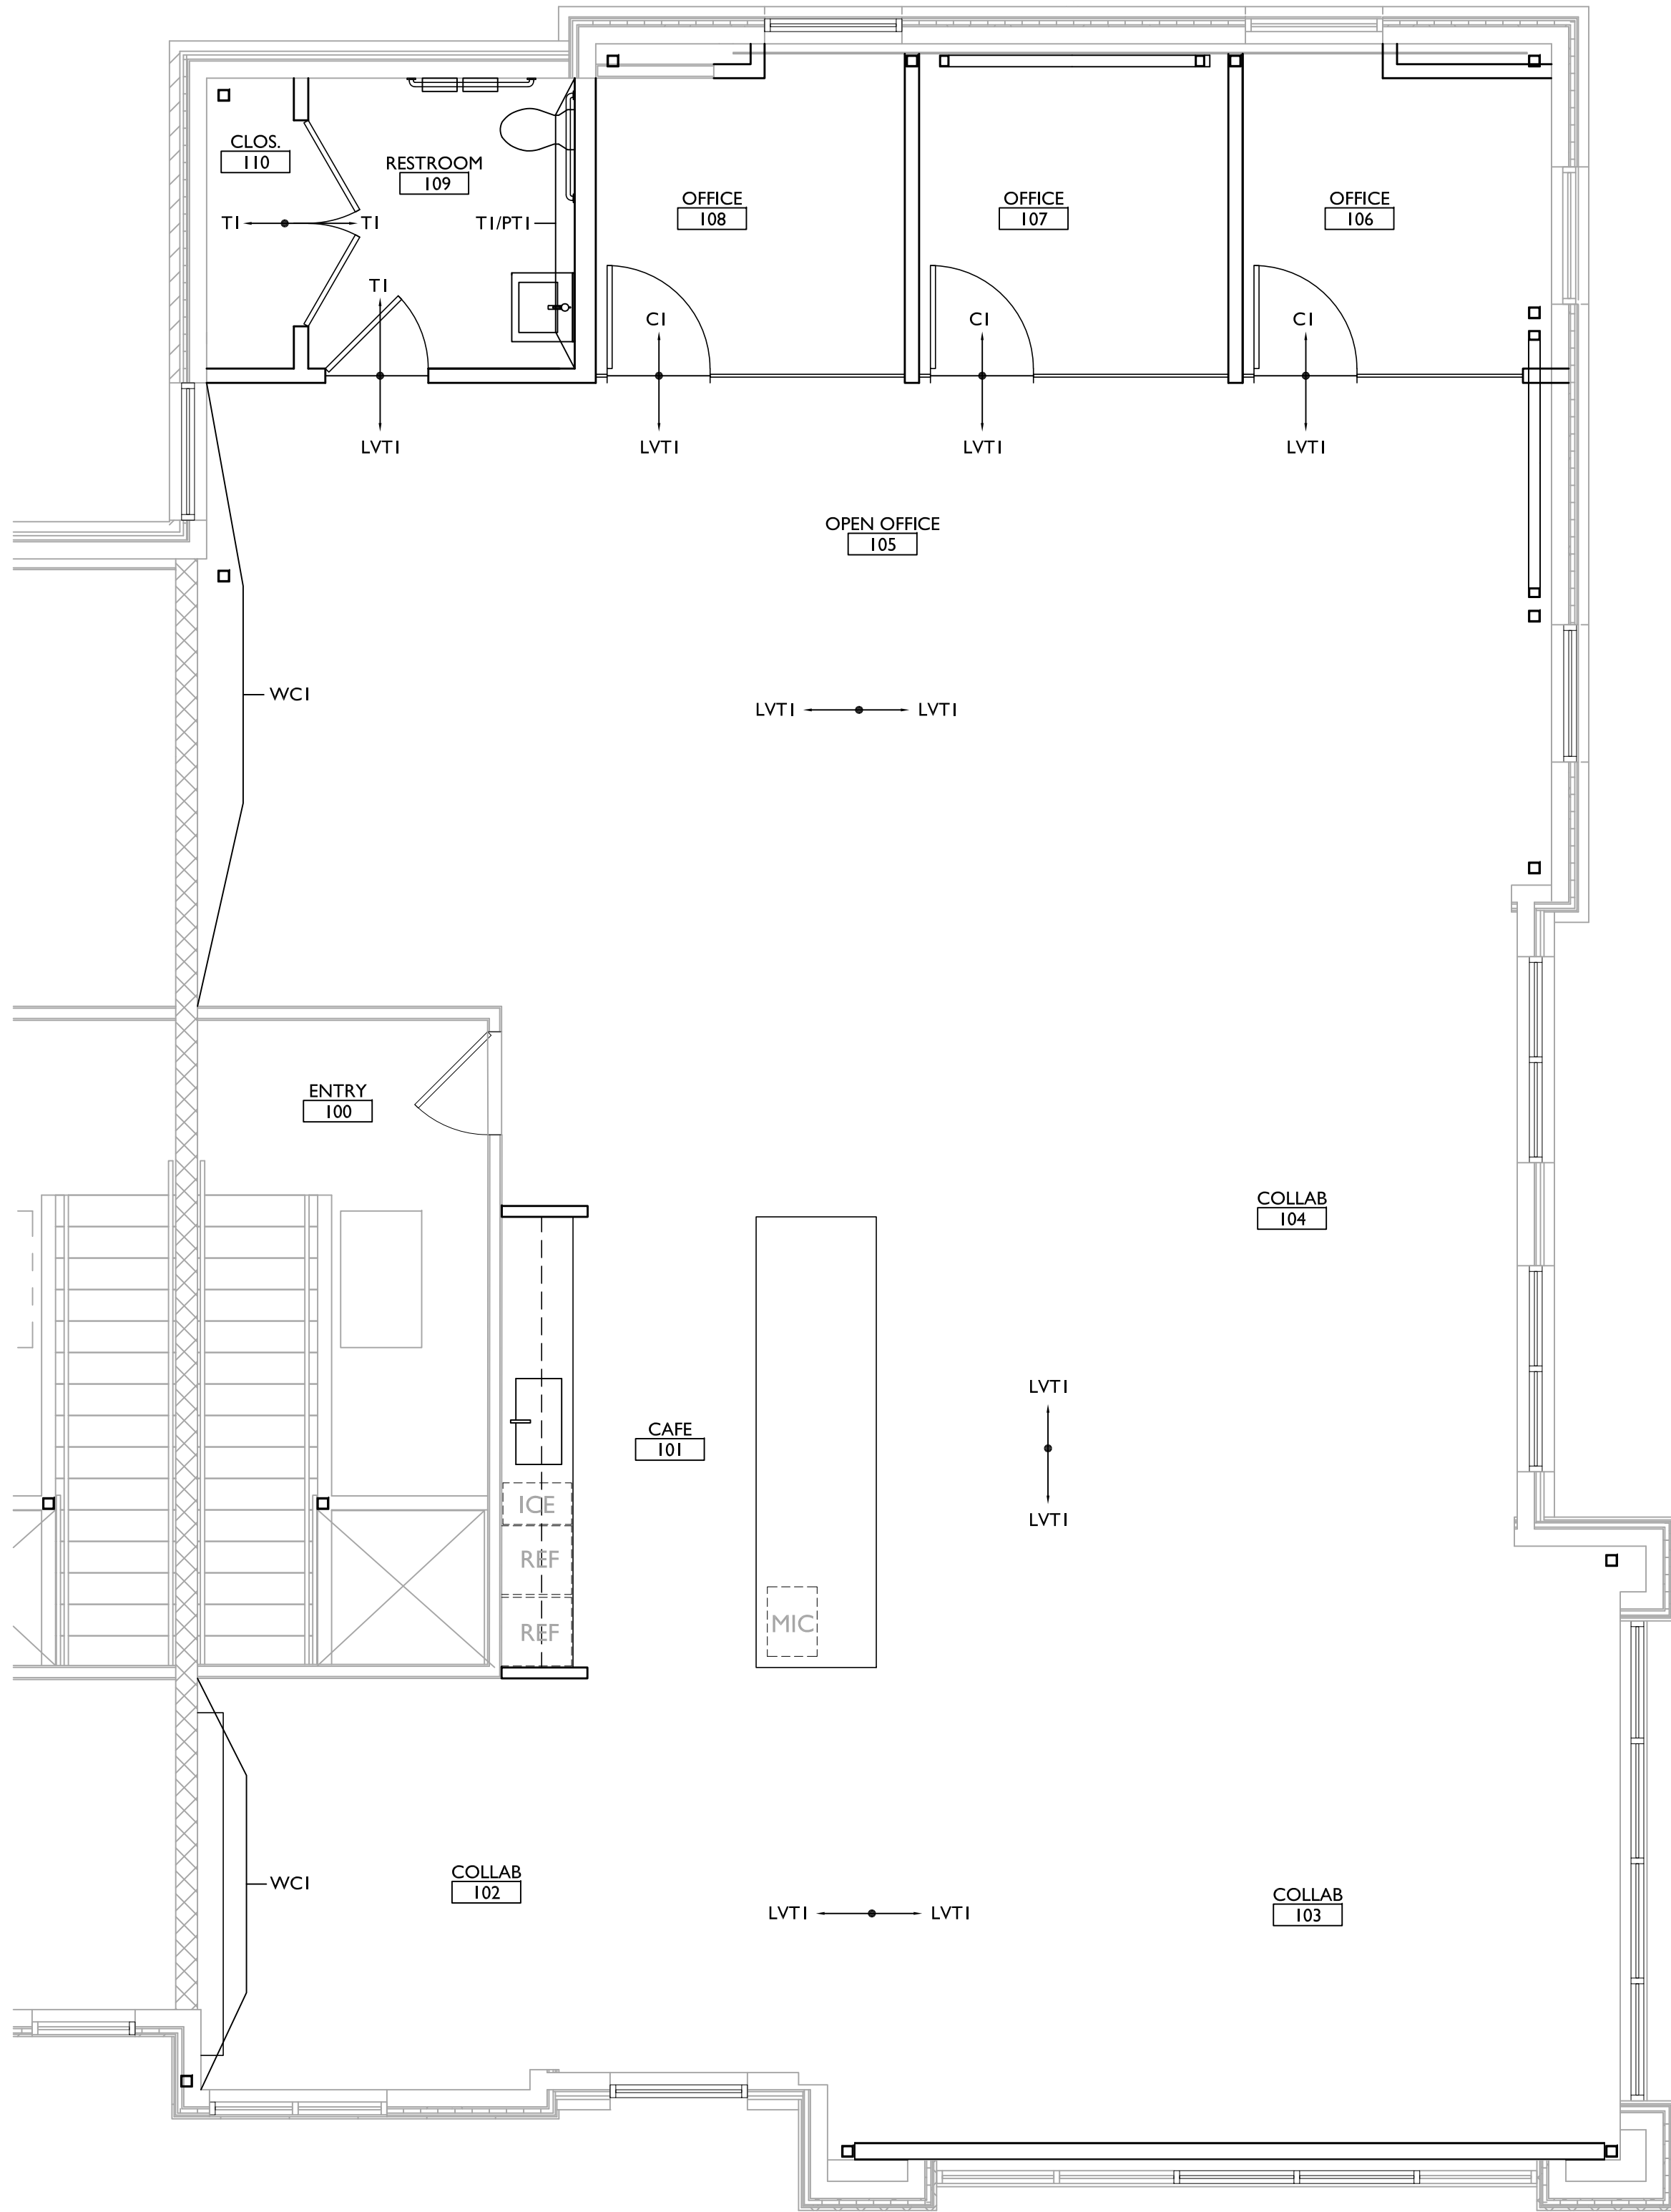 CLOS.
110
RESTROOM
109
OFFICE
108
OFFICE
107
OFFICE
106
T1
T1
T1/PT1
T1
C1
C1
C1
LVT1
LVT1
LVT1
LVT1
OPEN OFFICE
105
WC1
LVT1
LVT1
ENTRY
100
COLLAB
104
LVT1
CAFE
101
ICE
LVT1
REF
REF
MIC
COLLAB
102
WC1
COLLAB
103
LVT1
LVT1